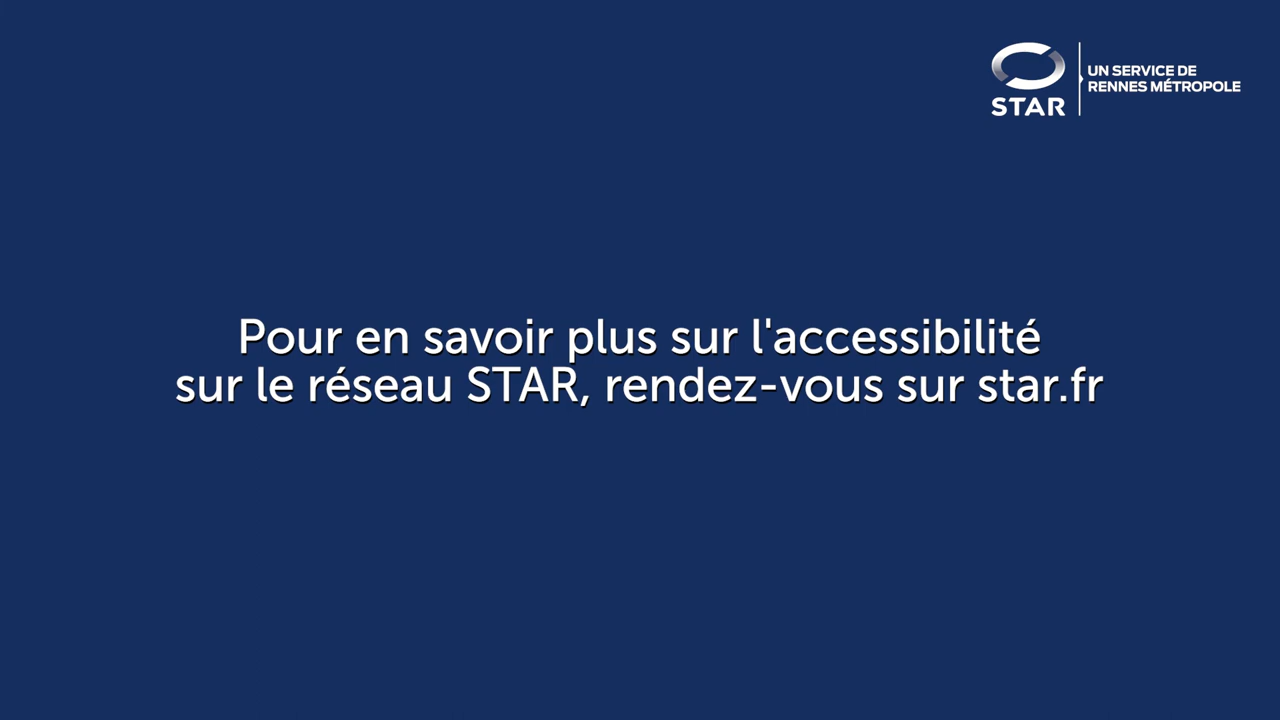 STAR
UN SERVICE DE
RENNES MÉTROPOLE
Pour en savoir plus sur l'accessibilité
sur le réseau STAR, rendez-vous sur star.fr